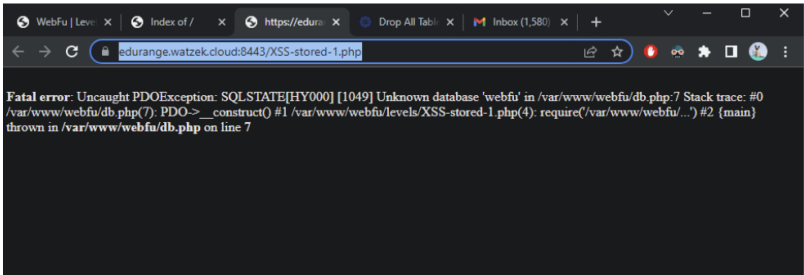 WebFu | Level
Index of /
https://eduran
Drop All Table
Inbox (1,580)
edurange.watzek.cloud:8443/XSS-stored-1.php
Fatal error: Uncaught PDOException: SQLSTATE[HY000] [1049] Unknown database 'webfu' in /var/www/webfu/db.php:7 Stack trace: #0
/var/www/webfu/db.php(7): PDO->__construct() #1 /var/www/webfu/levels/XSS-stored-1.php(4): require('/var/www/webfu/...') #2 {main}
thrown in /var/www/webfu/db.php on line 7